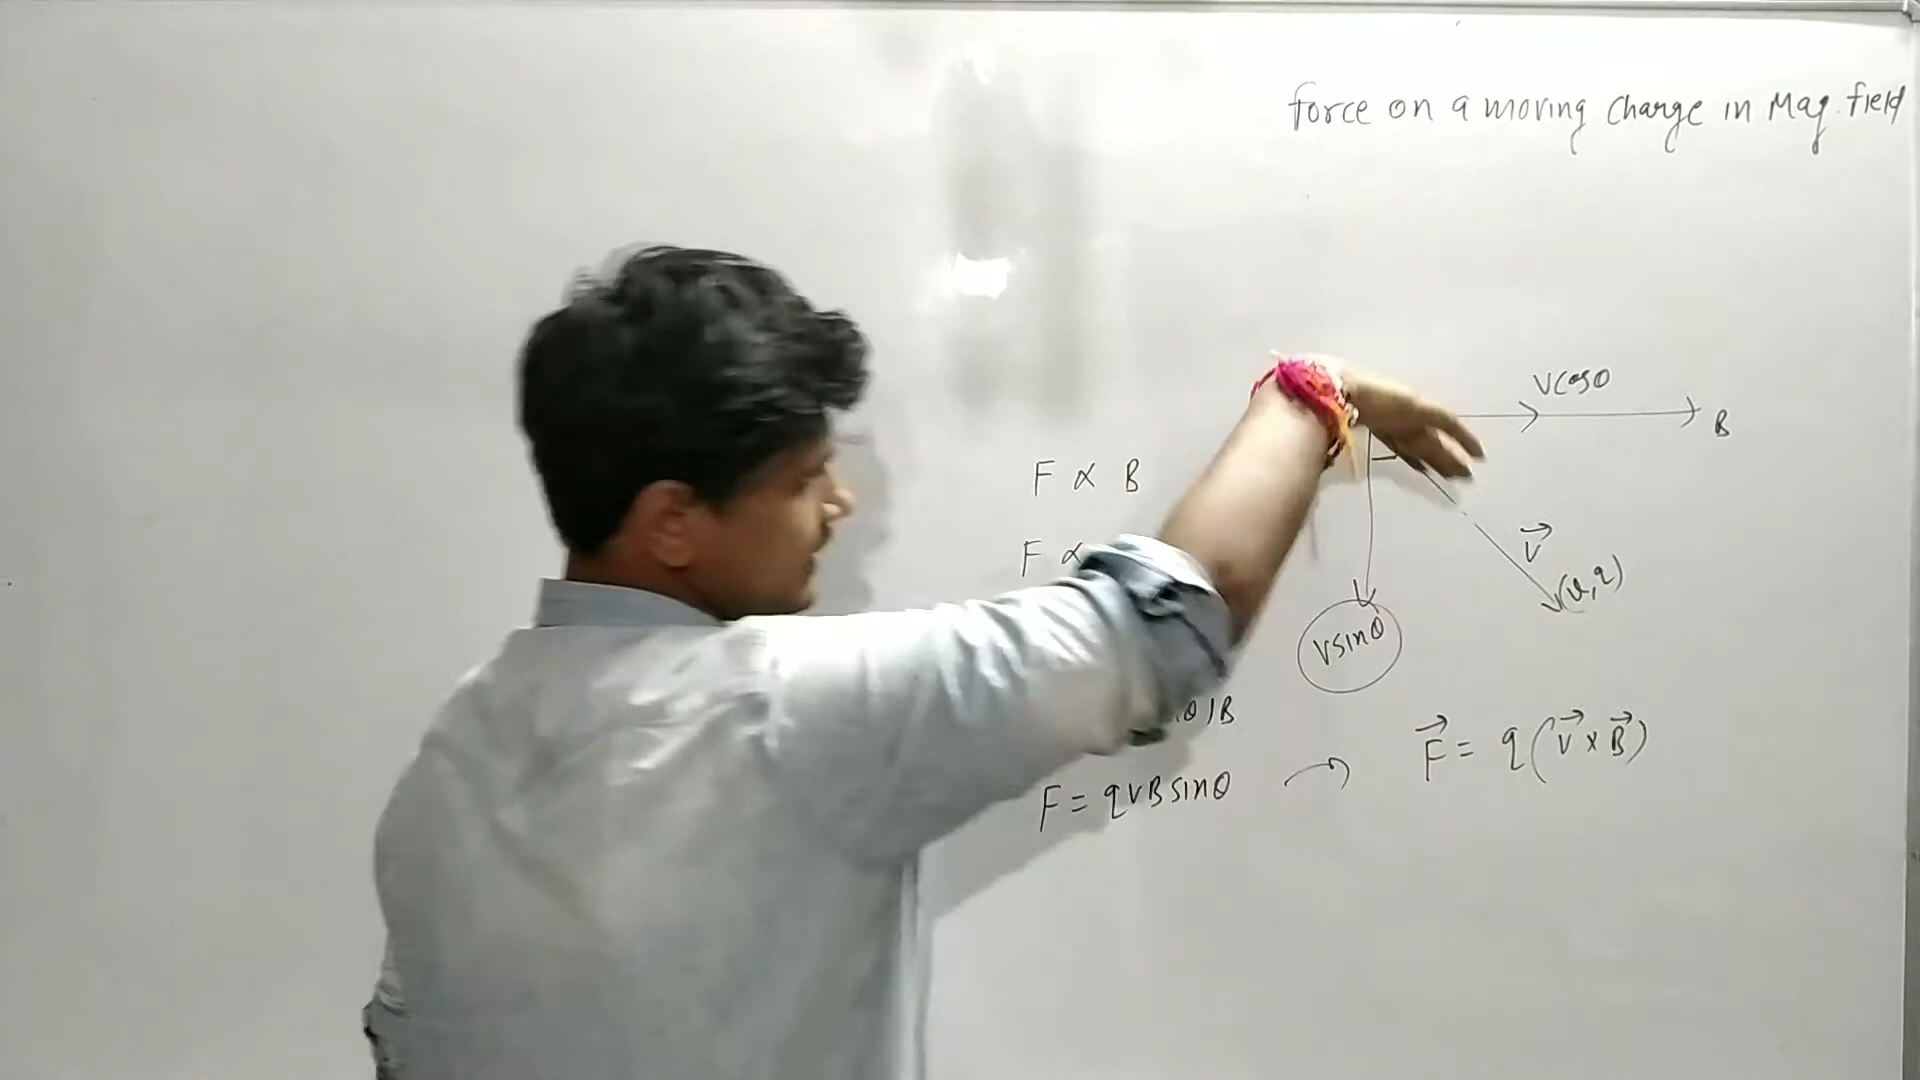 force on a moving charge in Mag. field
vcosθ
B
F ∝ B
F ∝
v⃗
(v, q)
vsinθ
θ)B
F⃗ = q(v⃗ × B⃗)
F = qvBsinθ